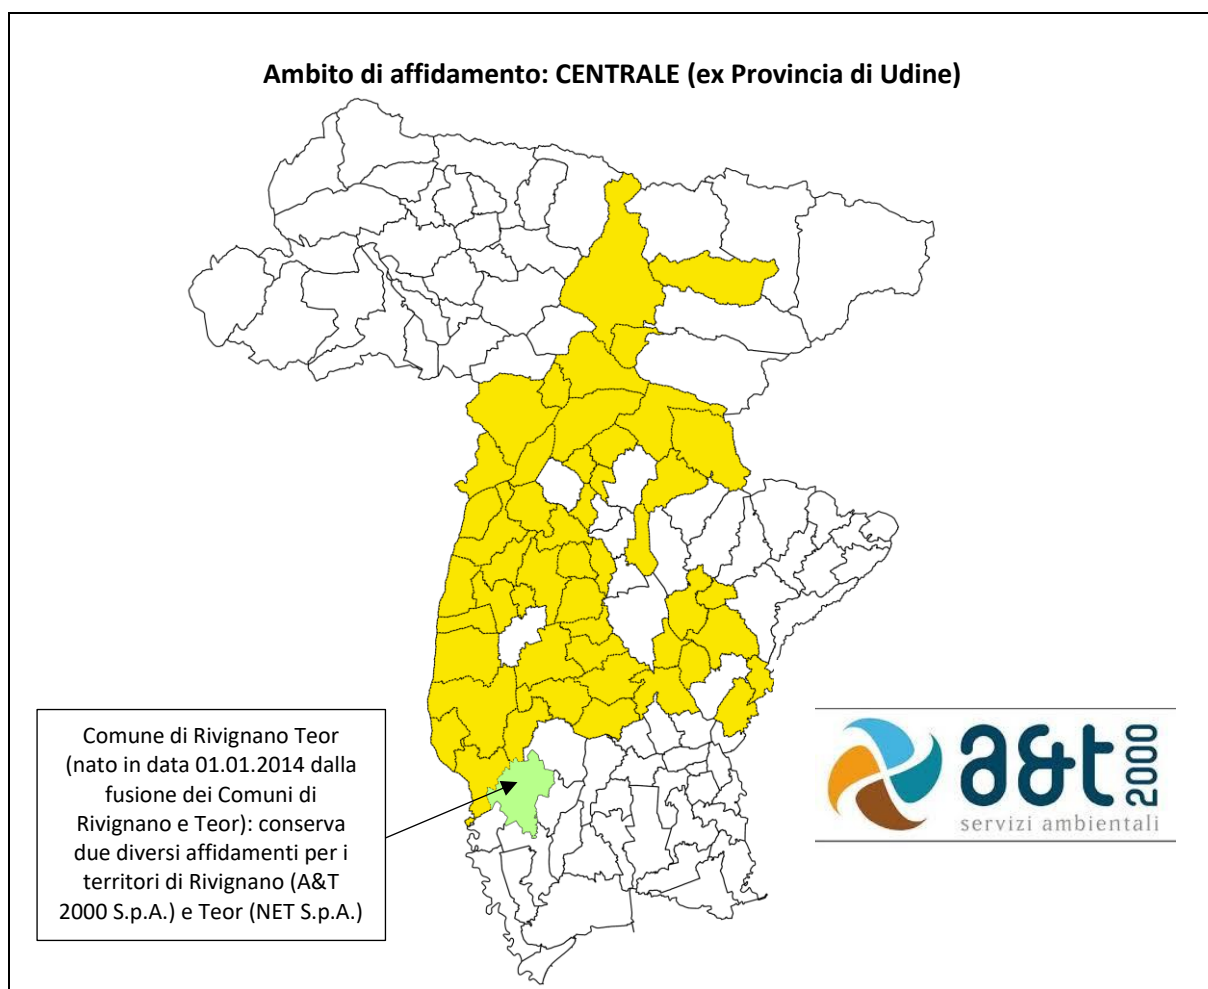 Ambito di affidamento: CENTRALE (ex Provincia di Udine)
Comune di Rivignano Teor
(nato in data 01.01.2014 dalla
fusione dei Comuni di
Rivignano e Teor): conserva
due diversi affidamenti per i
territori di Rivignano (A&T
2000 S.p.A.) e Teor (NET S.p.A.)
a&t 2000
servizi ambientali